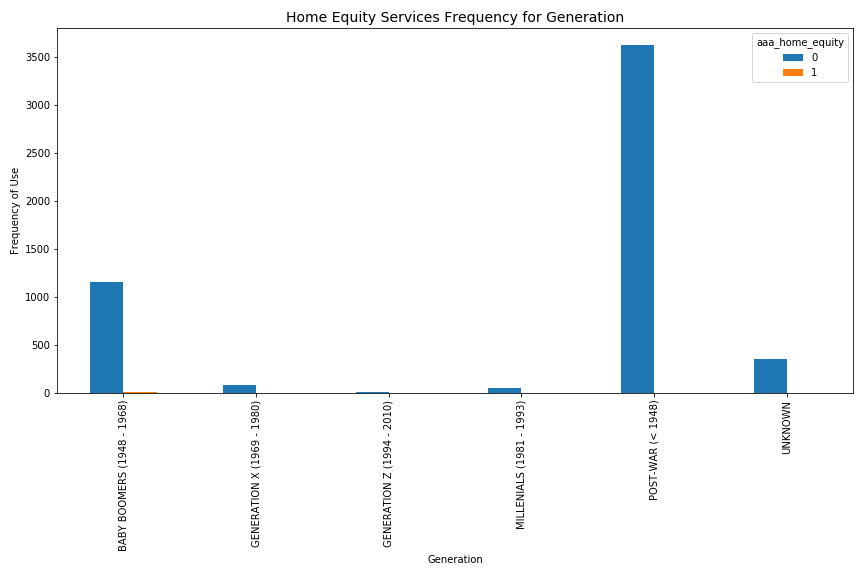 Home Equity Services Frequency for Generation
aaa_home_equity
0
1
Frequency of Use
3500
3000
2500
2000
1500
1000
500
0
BABY BOOMERS (1948 - 1968)
GENERATION X (1969 - 1980)
GENERATION Z (1994 - 2010)
MILLENIALS (1981 - 1993)
POST-WAR (< 1948)
UNKNOWN
Generation